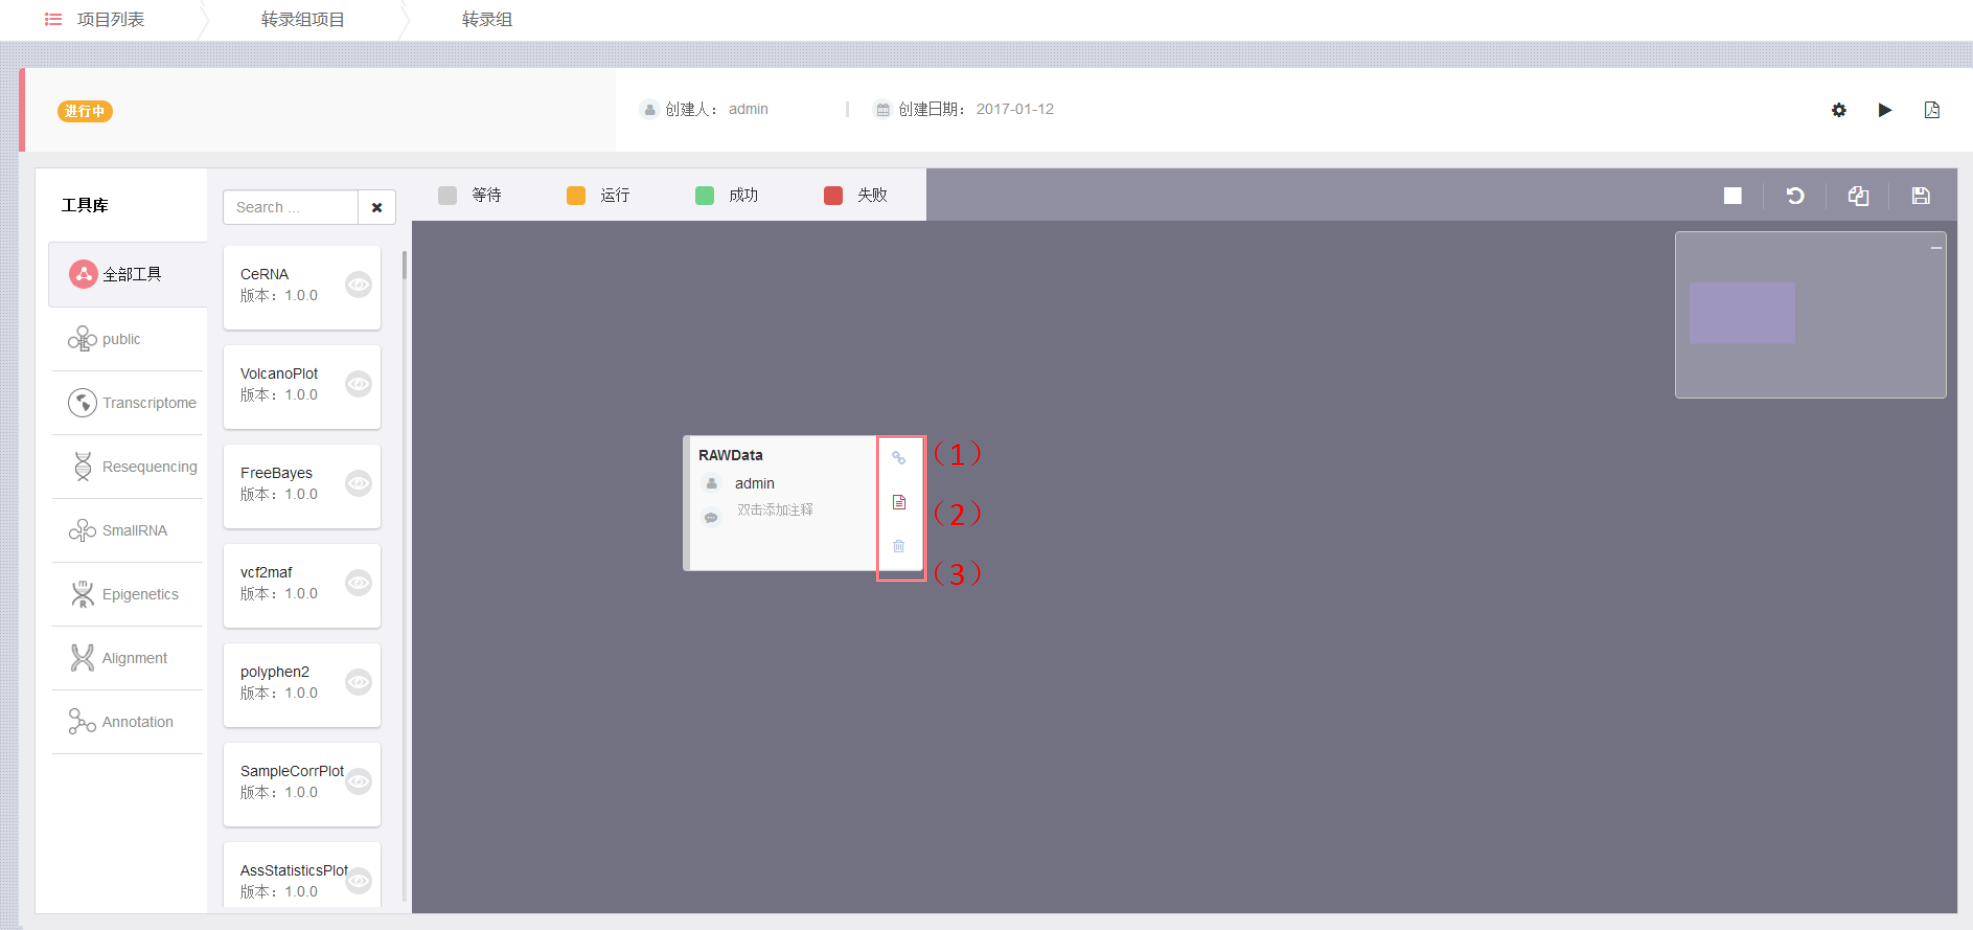 项目列表
转录组项目
转录组
进行中
创建人： admin
创建日期： 2017-01-12
工具库
全部工具
public
Transcriptome
Resequencing
SmallRNA
Epigenetics
Alignment
Annotation
Search ...
CeRNA
版本：1.0.0
VolcanoPlot
版本：1.0.0
FreeBayes
版本：1.0.0
vcf2maf
版本：1.0.0
polyphen2
版本：1.0.0
SampleCorrPlot
版本：1.0.0
AssStatisticsPlot
版本：1.0.0
等待
运行
成功
失败
RAWData
admin
双击添加注释
（1）
（2）
（3）